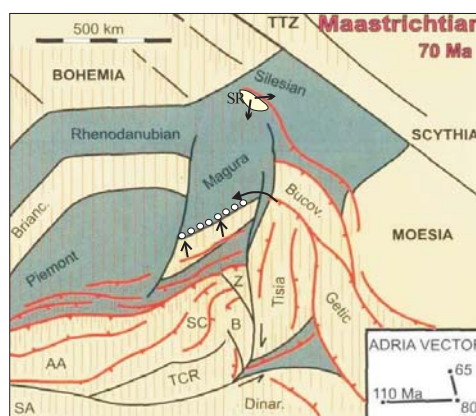 500 km
TTZ
Maastrichtian
70 Ma
BOHEMIA
SR
Silesian
Rhenodanubian
SCYTHIA
Magura
Brianc.
Bucov.
MOESIA
Piemont
Z
Tisia
Getic
SC
B
ADRIA VECTOR
AA
TCR
65
110 Ma
80
SA
Dinar.